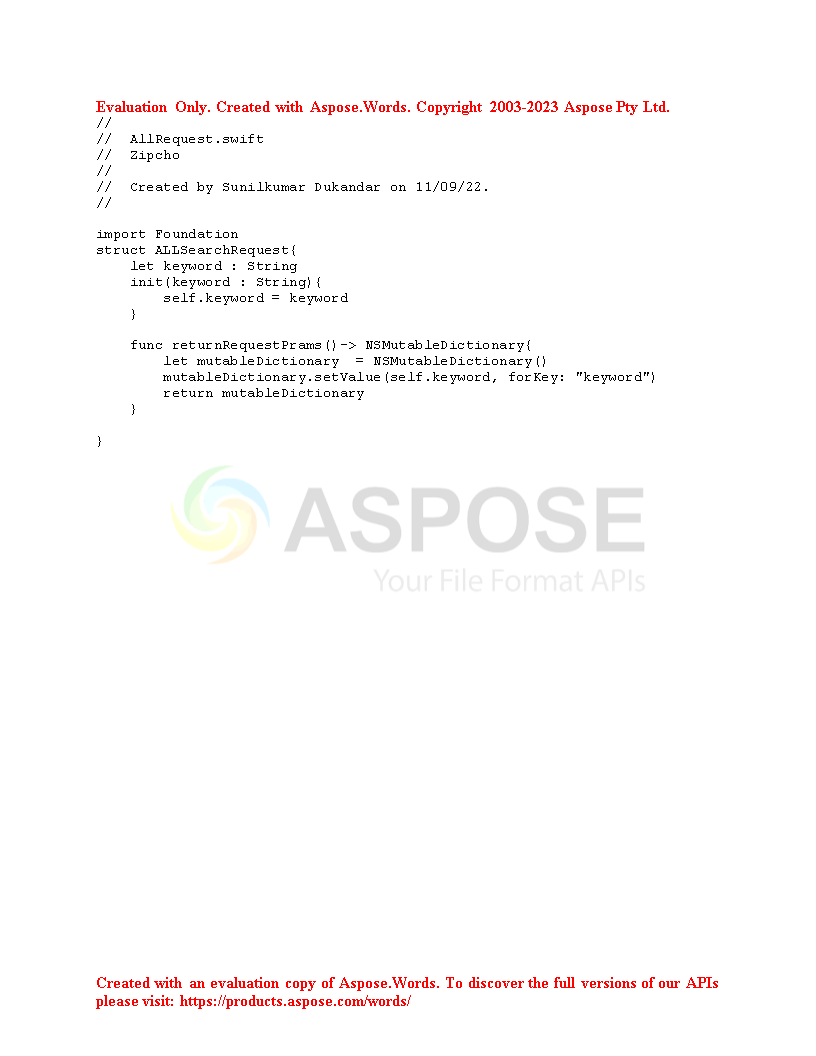 Evaluation Only. Created with Aspose.Words. Copyright 2003-2023 Aspose Pty Ltd.
//
//  AllRequest.swift
//  Zipcho
//
//  Created by Sunilkumar Dukandar on 11/09/22.
//
import Foundation
struct ALLSearchRequest{
    let keyword : String
    init(keyword : String){
        self.keyword = keyword
    }
    func returnRequestPrams()-> NSMutableDictionary{
        let mutableDictionary  = NSMutableDictionary()
        mutableDictionary.setValue(self.keyword, forKey: "keyword")
        return mutableDictionary
    }
}
ASPOSE
Your File Format APIs
Created with an evaluation copy of Aspose.Words. To discover the full versions of our APIs
please visit: https://products.aspose.com/words/